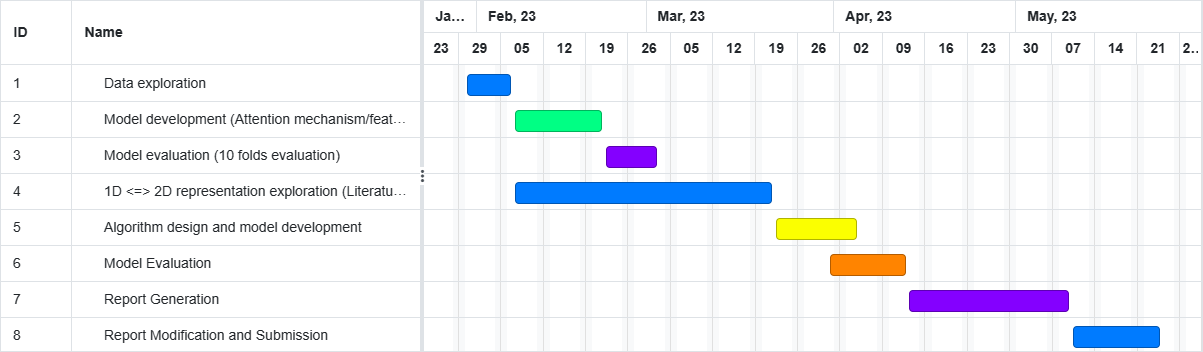 ID Name Ja... Feb, 23 Mar, 23 Apr, 23 May, 23
23 29 05 12 19 26 05 12 19 26 02 09 16 23 30 07 14 21 2..
1 Data exploration
2 Model development (Attention mechanism/feat...
3 Model evaluation (10 folds evaluation)
4 1D <=> 2D representation exploration (Literatu...
5 Algorithm design and model development
6 Model Evaluation
7 Report Generation
8 Report Modification and Submission